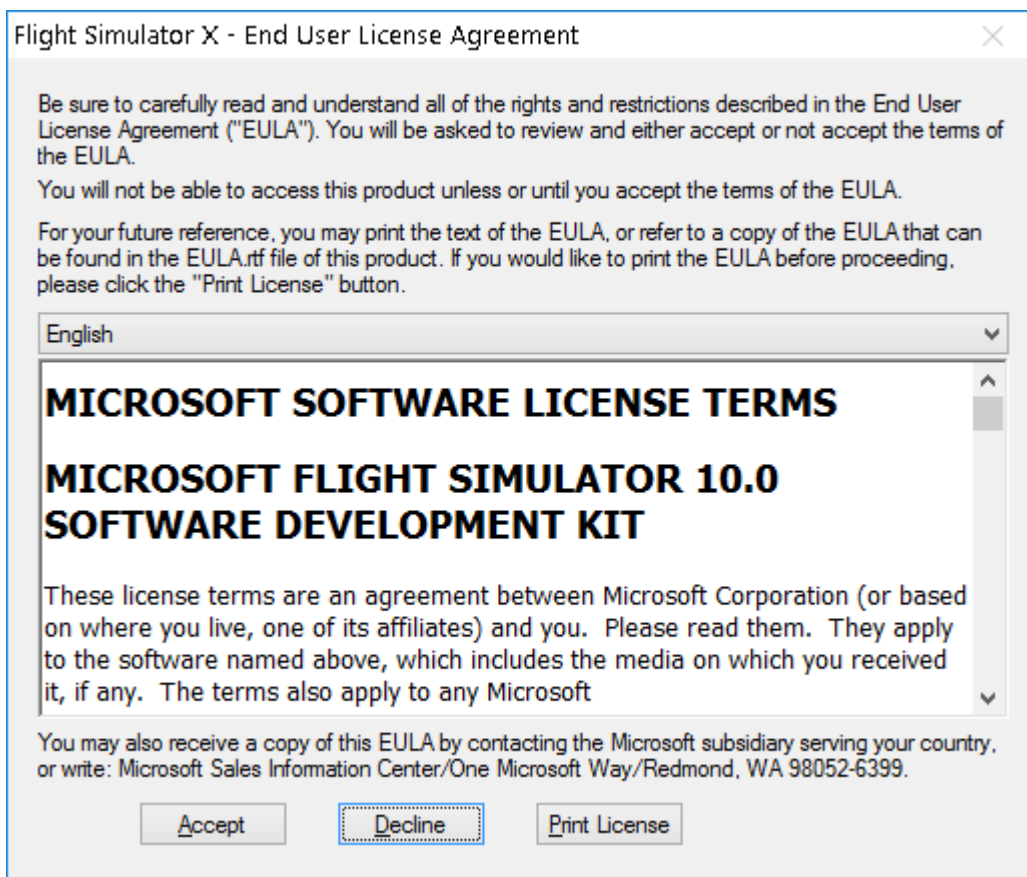 Flight Simulator X - End User License Agreement
Be sure to carefully read and understand all of the rights and restrictions described in the End User
License Agreement ("EULA"). You will be asked to review and either accept or not accept the terms of
the EULA.
You will not be able to access this product unless or until you accept the terms of the EULA.
For your future reference, you may print the text of the EULA, or refer to a copy of the EULA that can
be found in the EULA.rtf file of this product. If you would like to print the EULA before proceeding,
please click the "Print License" button.
English
MICROSOFT SOFTWARE LICENSE TERMS
MICROSOFT FLIGHT SIMULATOR 10.0
SOFTWARE DEVELOPMENT KIT
These license terms are an agreement between Microsoft Corporation (or based
on where you live, one of its affiliates) and you.  Please read them.  They apply
to the software named above, which includes the media on which you received
it, if any.  The terms also apply to any Microsoft
You may also receive a copy of this EULA by contacting the Microsoft subsidiary serving your country,
or write: Microsoft Sales Information Center/One Microsoft Way/Redmond, WA 98052-6399.
Accept Decline Print License